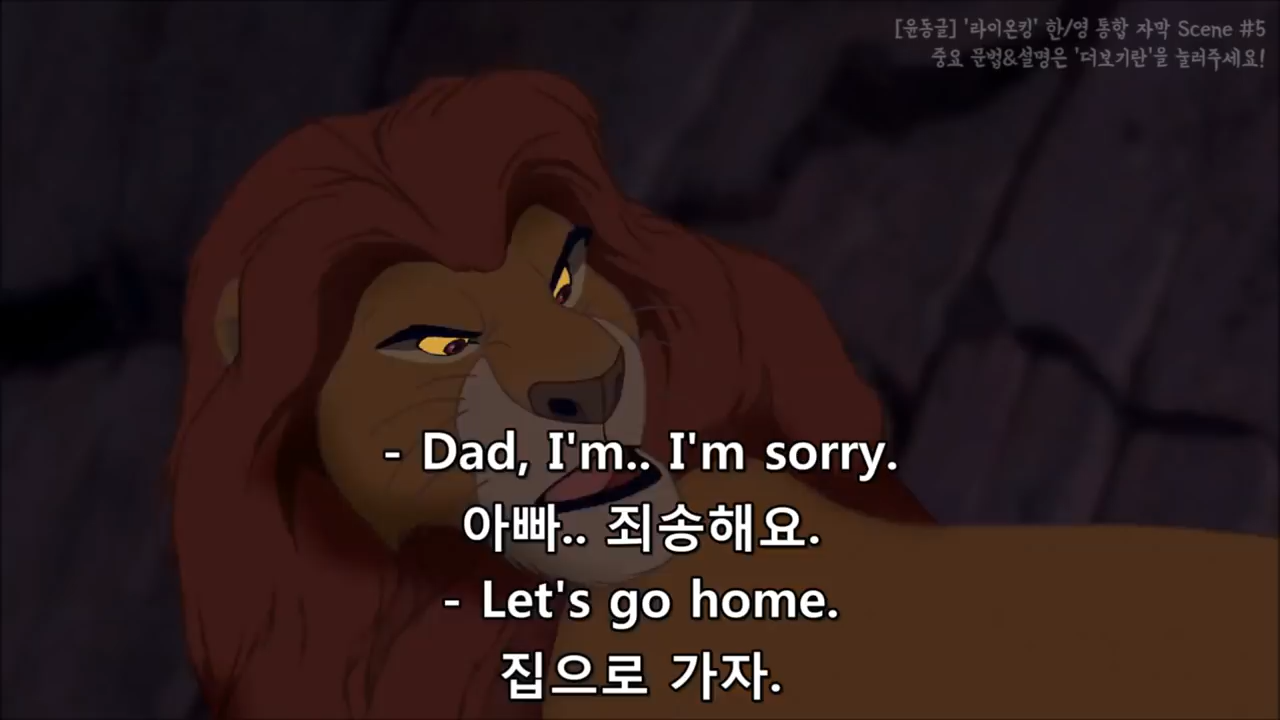 [윤동글] '라이온킹' 한/영 통합 자막 Scene #5
중요 문법&설명은 '더보기란'을 눌러주세요!
- Dad, I'm.. I'm sorry.
아빠.. 죄송해요.
- Let's go home.
집으로 가자.